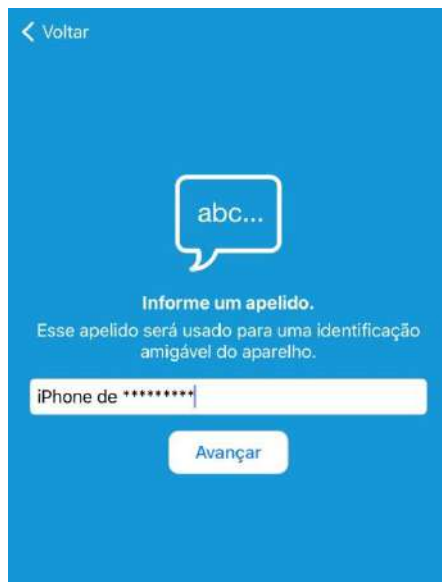 Voltar
abc...
Informe um apelido.
Esse apelido será usado para uma identificação
amigável do aparelho.
iPhone de *********
Avançar